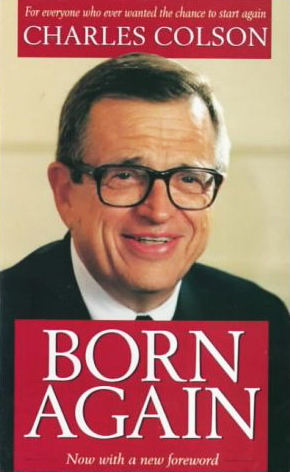 For everyone who ever wanted the chance to start again
CHARLES COLSON
BORN
AGAIN
Now with a new foreword